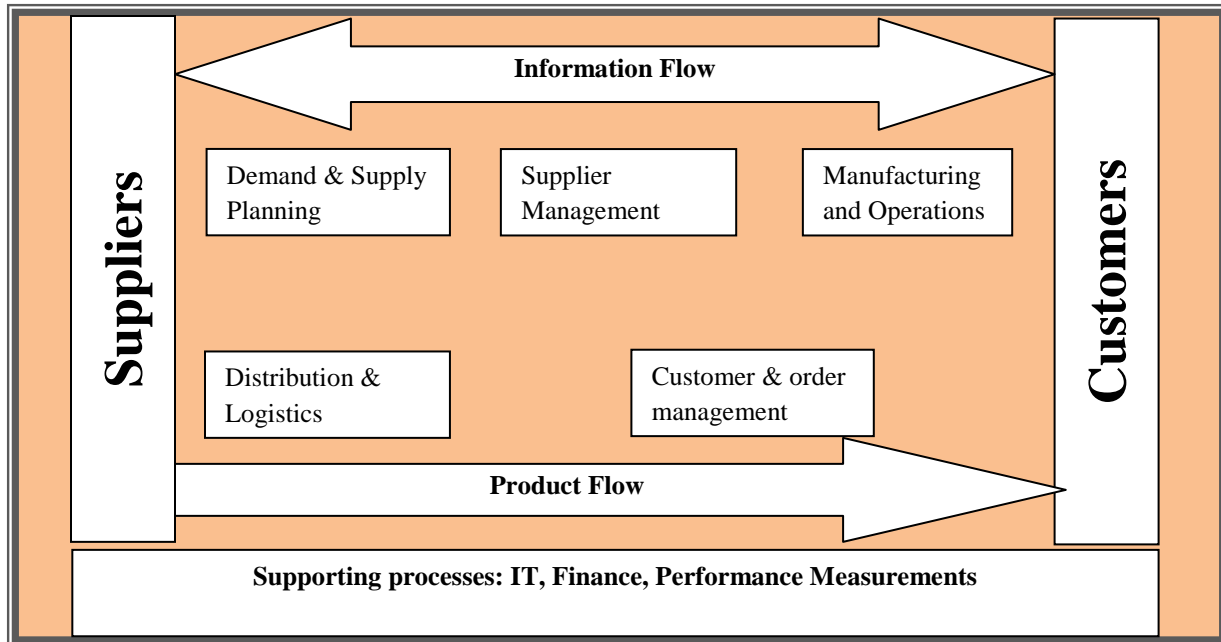 Information Flow
Suppliers
Customers
Demand & Supply
Planning
Supplier
Management
Manufacturing
and Operations
Distribution &
Logistics
Customer & order
management
Product Flow
Supporting processes: IT, Finance, Performance Measurements